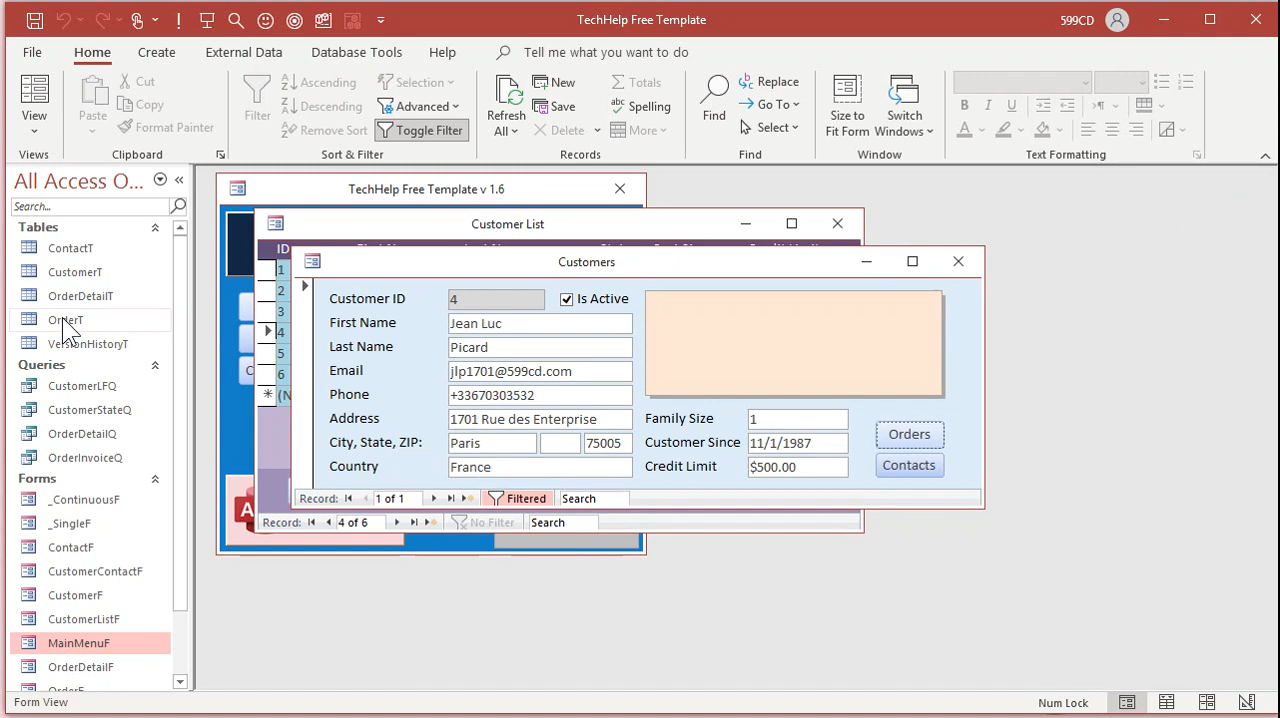 TechHelp Free Template
599CD
File Home Create External Data Database Tools Help Tell me what you want to do
View
Views
Paste
Cut
Copy
Format Painter
Clipboard
Filter
Ascending
Descending
Remove Sort
Selection
Advanced
Toggle Filter
Sort & Filter
Refresh
All
New
Save
Delete
Totals
Spelling
More
Records
Find
Replace
Go To
Select
Find
Size to
Fit Form
Switch
Windows
Window
B I U
A
Text Formatting
All Access O...
Search...
Tables
ContactT
CustomerT
OrderDetailT
OrderT
VersionHistoryT
Queries
CustomerLFQ
CustomerStateQ
OrderDetailQ
OrderInvoiceQ
Forms
_ContinuousF
_SingleF
ContactF
CustomerContactF
CustomerF
CustomerListF
MainMenuF
OrderDetailF
OrderF
TechHelp Free Template v 1.6
Customer List
ID
1
2
3
4
5
6
* (N
Record: 4 of 6 No Filter Search
Customers
Customer ID 4 Is Active
First Name Jean Luc
Last Name Picard
Email jlp1701@599cd.com
Phone +33670303532
Address 1701 Rue des Enterprise
City, State, ZIP: Paris 75005
Country France
Family Size 1
Customer Since 11/1/1987
Credit Limit $500.00
Orders
Contacts
Record: 1 of 1 Filtered Search
Form View
Num Lock